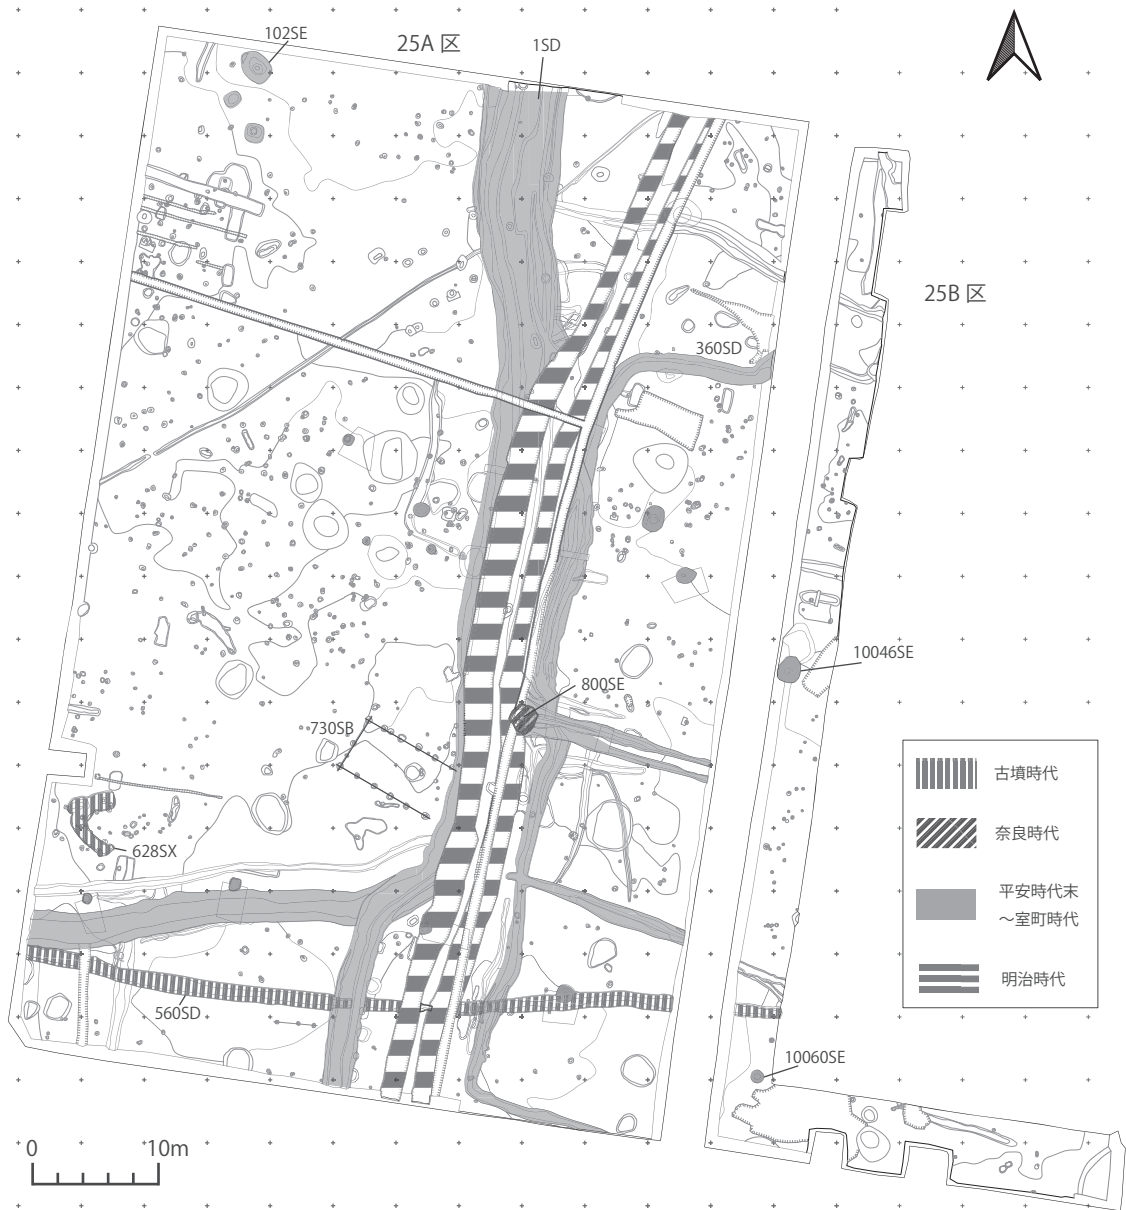 102SE
25A 区
1SD
25B 区
360SD
10046SE
800SE
730SB
古墳時代
奈良時代
628SX
平安時代末
～室町時代
明治時代
560SD
10060SE
0 10m